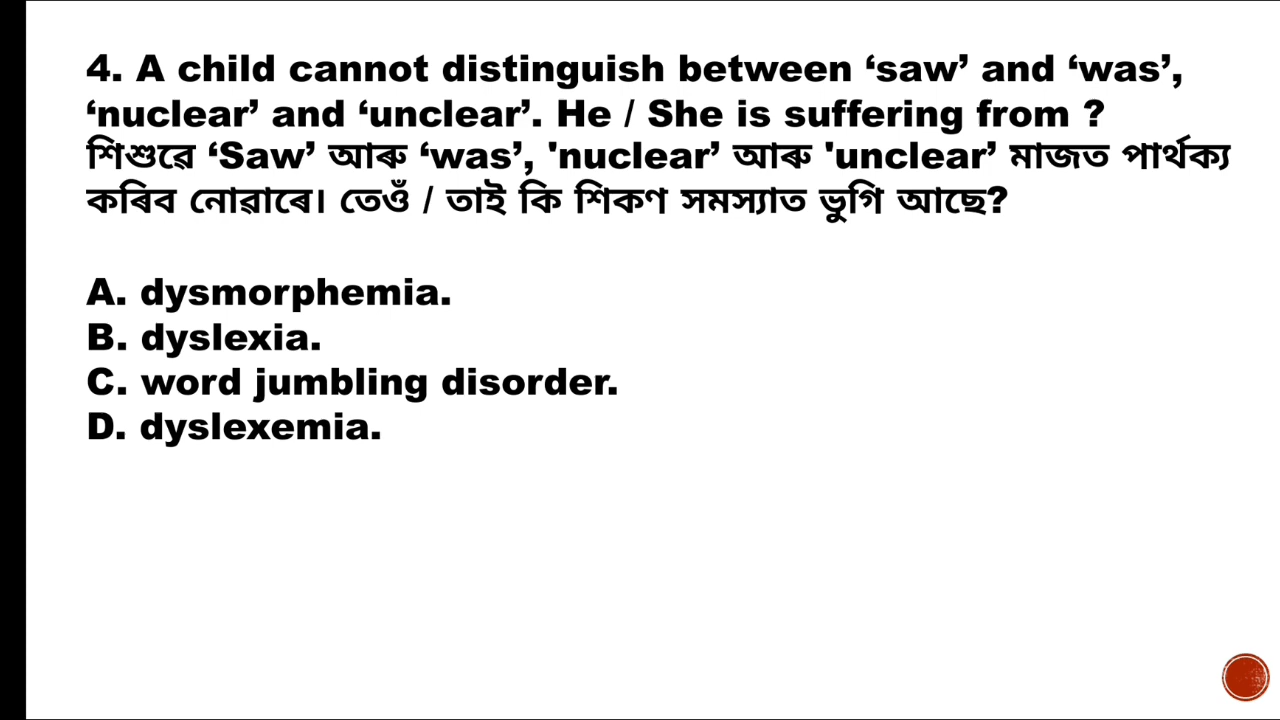 4. A child cannot distinguish between ‘saw’ and ‘was’,
‘nuclear’ and ‘unclear’. He / She is suffering from ?
শিশুৱে ‘Saw’ আৰু ‘was’, 'nuclear’ আৰু 'unclear’ মাজত পাৰ্থক্য
কৰিব নোৱাৰে। তেওঁ / তাই কি শিকণ সমস্যাত ভুগি আছে?
A. dysmorphemia.
B. dyslexia.
C. word jumbling disorder.
D. dyslexemia.